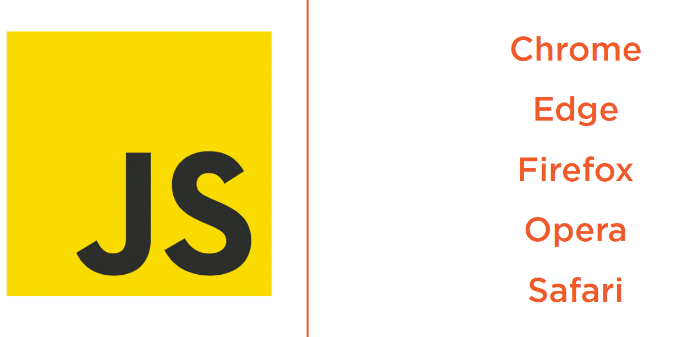 JS
Chrome
Edge
Firefox
Opera
Safari